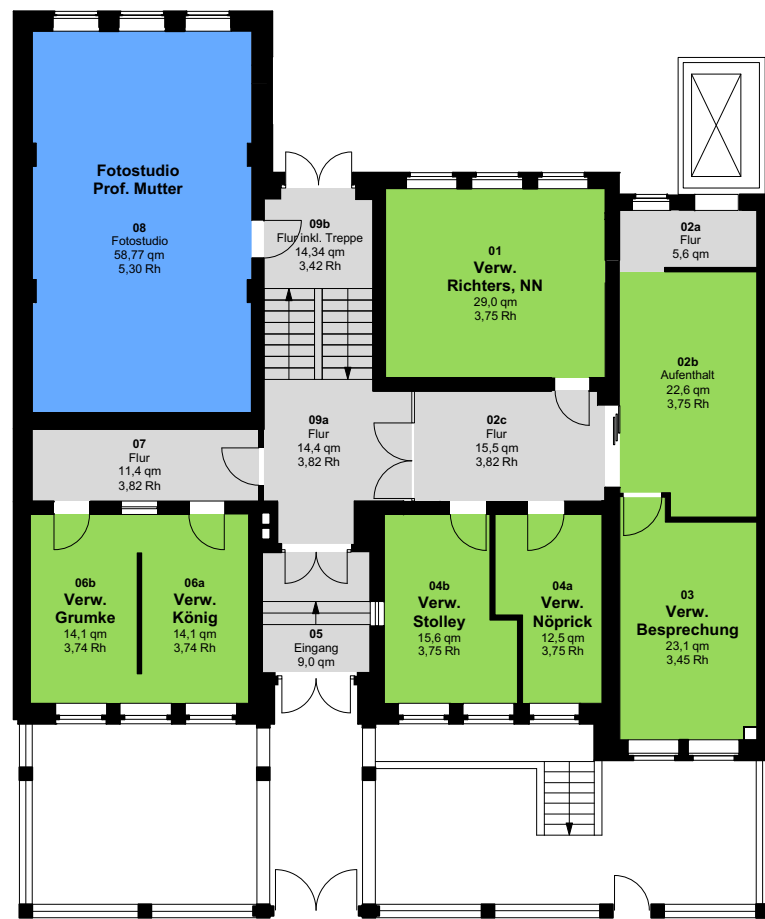 Fotostudio
Prof. Mutter
08
Fotostudio
58,77 qm
5,30 Rh
09b
Flur inkl. Treppe
14,34 qm
3,42 Rh
01
Verw.
Richters, NN
29,0 qm
3,75 Rh
02a
Flur
5,6 qm
02b
Aufenthalt
22,6 qm
3,75 Rh
07
Flur
11,4 qm
3,82 Rh
09a
Flur
14,4 qm
3,82 Rh
02c
Flur
15,5 qm
3,82 Rh
06b
Verw.
Grumke
14,1 qm
3,74 Rh
06a
Verw.
König
14,1 qm
3,74 Rh
05
Eingang
9,0 qm
04b
Verw.
Stolley
15,6 qm
3,75 Rh
04a
Verw.
Nöprick
12,5 qm
3,75 Rh
03
Verw.
Besprechung
23,1 qm
3,45 Rh